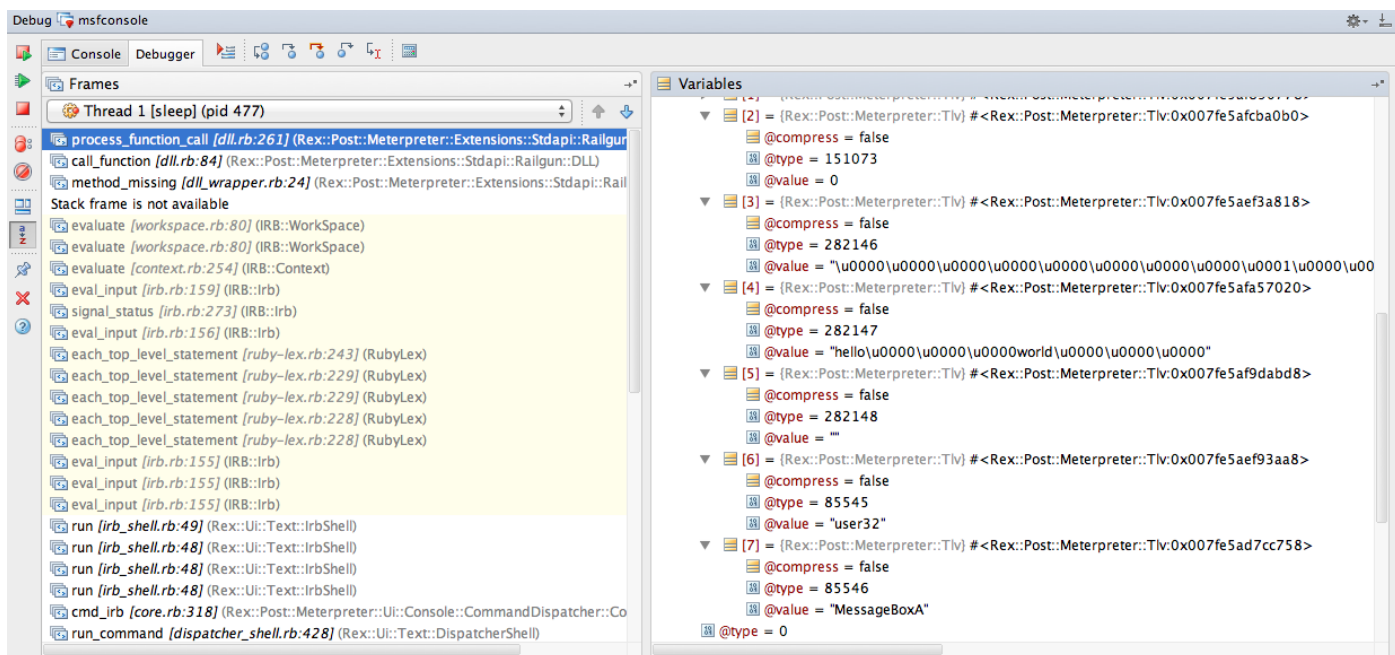 Debug msfconsole
Console Debugger
Frames
Thread 1 [sleep] (pid 477)
process_function_call [dll.rb:261] (Rex::Post::Meterpreter::Extensions::Stdapi::Railgur
call_function [dll.rb:84] (Rex::Post::Meterpreter::Extensions::Stdapi::Railgun::DLL)
method_missing [dll_wrapper.rb:24] (Rex::Post::Meterpreter::Extensions::Stdapi::Rail
Stack frame is not available
evaluate [workspace.rb:80] (IRB::WorkSpace)
evaluate [workspace.rb:80] (IRB::WorkSpace)
evaluate [context.rb:254] (IRB::Context)
eval_input [irb.rb:159] (IRB::Irb)
signal_status [irb.rb:273] (IRB::Irb)
eval_input [irb.rb:156] (IRB::Irb)
each_top_level_statement [ruby-lex.rb:243] (RubyLex)
each_top_level_statement [ruby-lex.rb:229] (RubyLex)
each_top_level_statement [ruby-lex.rb:229] (RubyLex)
each_top_level_statement [ruby-lex.rb:228] (RubyLex)
each_top_level_statement [ruby-lex.rb:228] (RubyLex)
eval_input [irb.rb:155] (IRB::Irb)
eval_input [irb.rb:155] (IRB::Irb)
eval_input [irb.rb:155] (IRB::Irb)
run [irb_shell.rb:49] (Rex::Ui::Text::IrbShell)
run [irb_shell.rb:48] (Rex::Ui::Text::IrbShell)
run [irb_shell.rb:48] (Rex::Ui::Text::IrbShell)
run [irb_shell.rb:48] (Rex::Ui::Text::IrbShell)
cmd_irb [core.rb:318] (Rex::Post::Meterpreter::Ui::Console::CommandDispatcher::Co
run_command [dispatcher_shell.rb:428] (Rex::Ui::Text::DispatcherShell)
Variables
[2] = {Rex::Post::Meterpreter::Tlv} #<Rex::Post::Meterpreter::Tlv:0x007fe5afcba0b0>
@compress = false
@type = 151073
@value = 0
[3] = {Rex::Post::Meterpreter::Tlv} #<Rex::Post::Meterpreter::Tlv:0x007fe5aef3a818>
@compress = false
@type = 282146
@value = "\u0000\u0000\u0000\u0000\u0000\u0000\u0000\u0000\u0001\u0000\u00
[4] = {Rex::Post::Meterpreter::Tlv} #<Rex::Post::Meterpreter::Tlv:0x007fe5afa57020>
@compress = false
@type = 282147
@value = "hello\u0000\u0000\u0000world\u0000\u0000\u0000"
[5] = {Rex::Post::Meterpreter::Tlv} #<Rex::Post::Meterpreter::Tlv:0x007fe5af9dabd8>
@compress = false
@type = 282148
@value = ""
[6] = {Rex::Post::Meterpreter::Tlv} #<Rex::Post::Meterpreter::Tlv:0x007fe5aef93aa8>
@compress = false
@type = 85545
@value = "user32"
[7] = {Rex::Post::Meterpreter::Tlv} #<Rex::Post::Meterpreter::Tlv:0x007fe5ad7cc758>
@compress = false
@type = 85546
@value = "MessageBoxA"
@type = 0